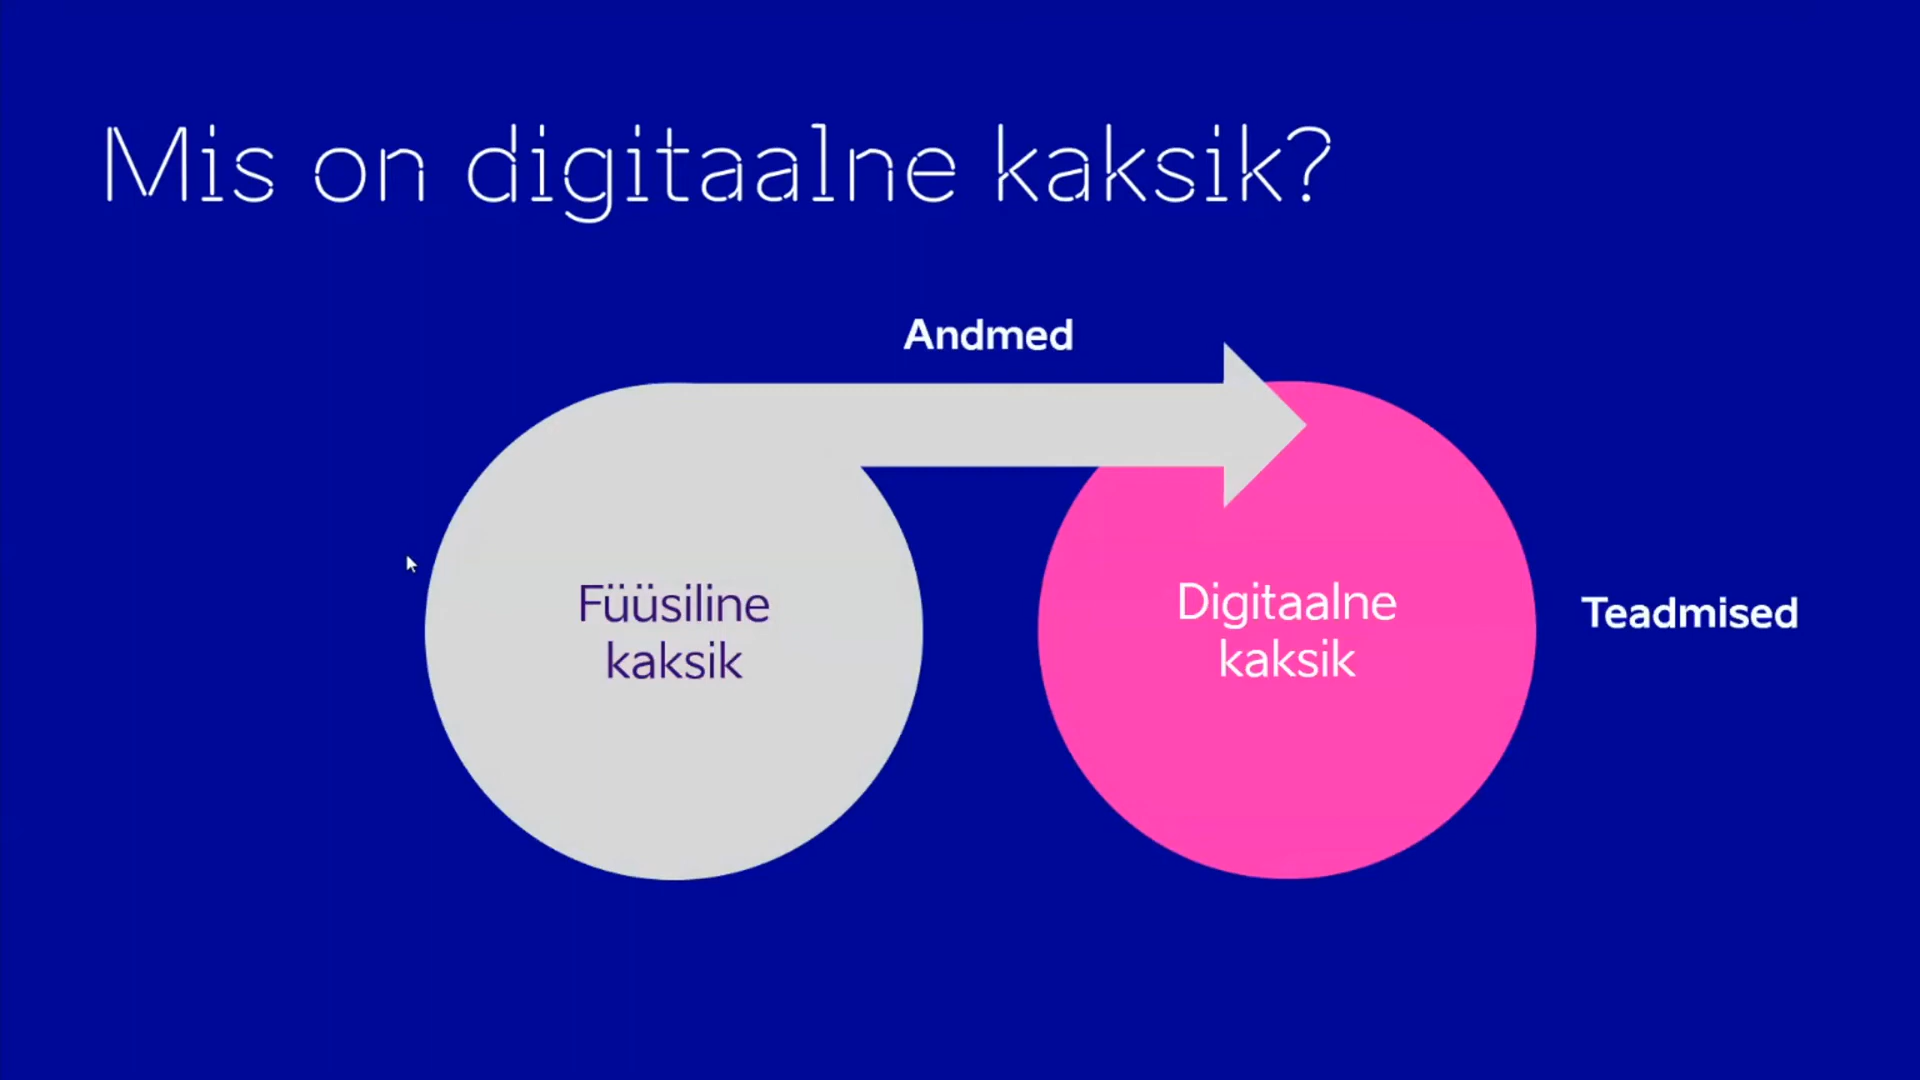 Mis on digitaalne kaksik?
Andmed
Füüsiline
kaksik
Digitaalne
kaksik
Teadmised